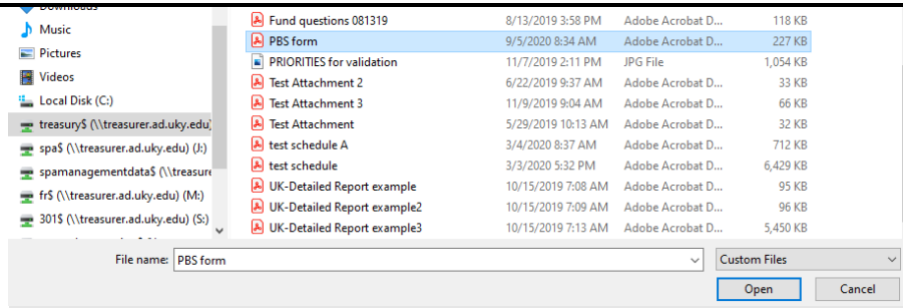 Downloads
Music
Pictures
Videos
Local Disk (C:)
treasury$ (\\treasurer.ad.uky.edu)
spa$ (\\treasurer.ad.uky.edu) (J:)
spamanagementdata$ (\\treasure
fr$ (\\treasurer.ad.uky.edu) (M:)
301$ (\\treasurer.ad.uky.edu) (S:)
Fund questions 081319 8/13/2019 3:58 PM Adobe Acrobat D... 118 KB
PBS form 9/5/2020 8:34 AM Adobe Acrobat D... 227 KB
PRIORITIES for validation 11/7/2019 2:11 PM JPG File 1,054 KB
Test Attachment 2 6/22/2019 9:37 AM Adobe Acrobat D... 33 KB
Test Attachment 3 11/9/2019 9:04 AM Adobe Acrobat D... 66 KB
Test Attachment 5/29/2019 10:13 AM Adobe Acrobat D... 32 KB
test schedule A 3/4/2020 8:37 AM Adobe Acrobat D... 712 KB
test schedule 3/3/2020 5:32 PM Adobe Acrobat D... 6,429 KB
UK-Detailed Report example 10/15/2019 7:08 AM Adobe Acrobat D... 95 KB
UK-Detailed Report example2 10/15/2019 7:09 AM Adobe Acrobat D... 96 KB
UK-Detailed Report example3 10/15/2019 7:13 AM Adobe Acrobat D... 5,450 KB
File name: PBS form Custom Files
Open Cancel